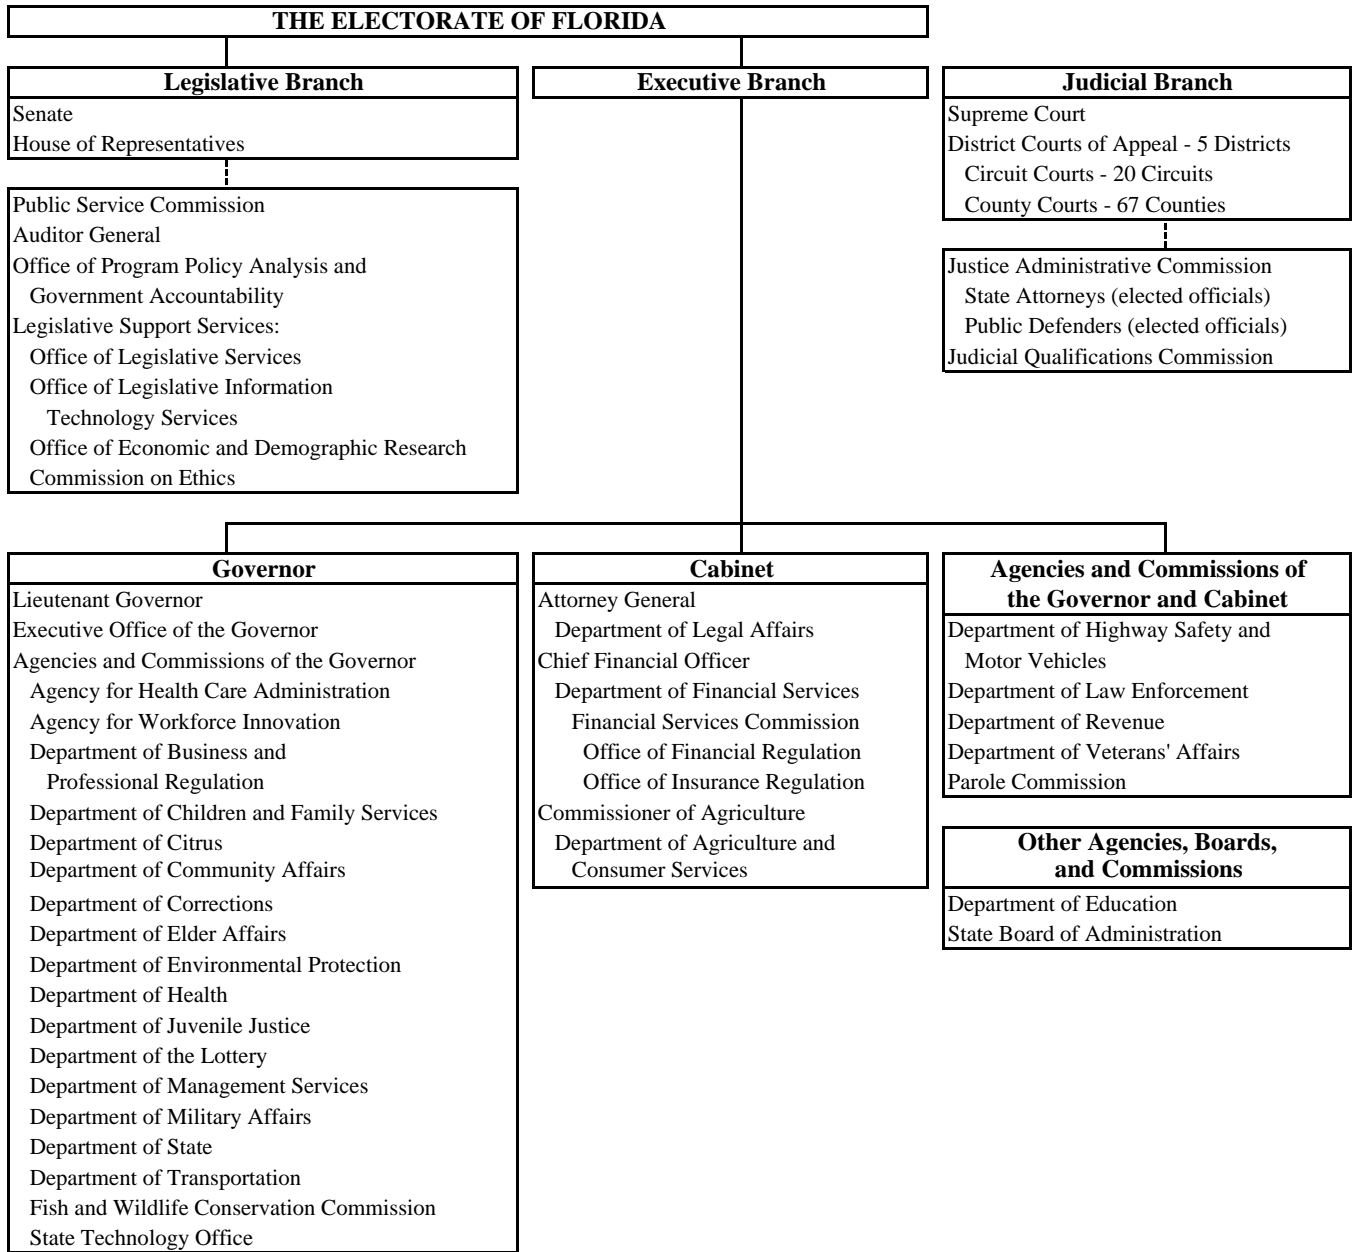 THE ELECTORATE OF FLORIDA
Legislative Branch
Senate
House of Representatives
Public Service Commission
Auditor General
Office of Program Policy Analysis and
Government Accountability
Legislative Support Services:
Office of Legislative Services
Office of Legislative Information
Technology Services
Office of Economic and Demographic Research
Commission on Ethics
Executive Branch
Judicial Branch
Supreme Court
District Courts of Appeal - 5 Districts
Circuit Courts - 20 Circuits
County Courts - 67 Counties
Justice Administrative Commission
State Attorneys (elected officials)
Public Defenders (elected officials)
Judicial Qualifications Commission
Governor
Lieutenant Governor
Executive Office of the Governor
Agencies and Commissions of the Governor
Agency for Health Care Administration
Agency for Workforce Innovation
Department of Business and
Professional Regulation
Department of Children and Family Services
Department of Citrus
Department of Community Affairs
Department of Corrections
Department of Elder Affairs
Department of Environmental Protection
Department of Health
Department of Juvenile Justice
Department of the Lottery
Department of Management Services
Department of Military Affairs
Department of State
Department of Transportation
Fish and Wildlife Conservation Commission
State Technology Office
Cabinet
Attorney General
Department of Legal Affairs
Chief Financial Officer
Department of Financial Services
Financial Services Commission
Office of Financial Regulation
Office of Insurance Regulation
Commissioner of Agriculture
Department of Agriculture and
Consumer Services
Agencies and Commissions of
the Governor and Cabinet
Department of Highway Safety and
Motor Vehicles
Department of Law Enforcement
Department of Revenue
Department of Veterans' Affairs
Parole Commission
Other Agencies, Boards,
and Commissions
Department of Education
State Board of Administration